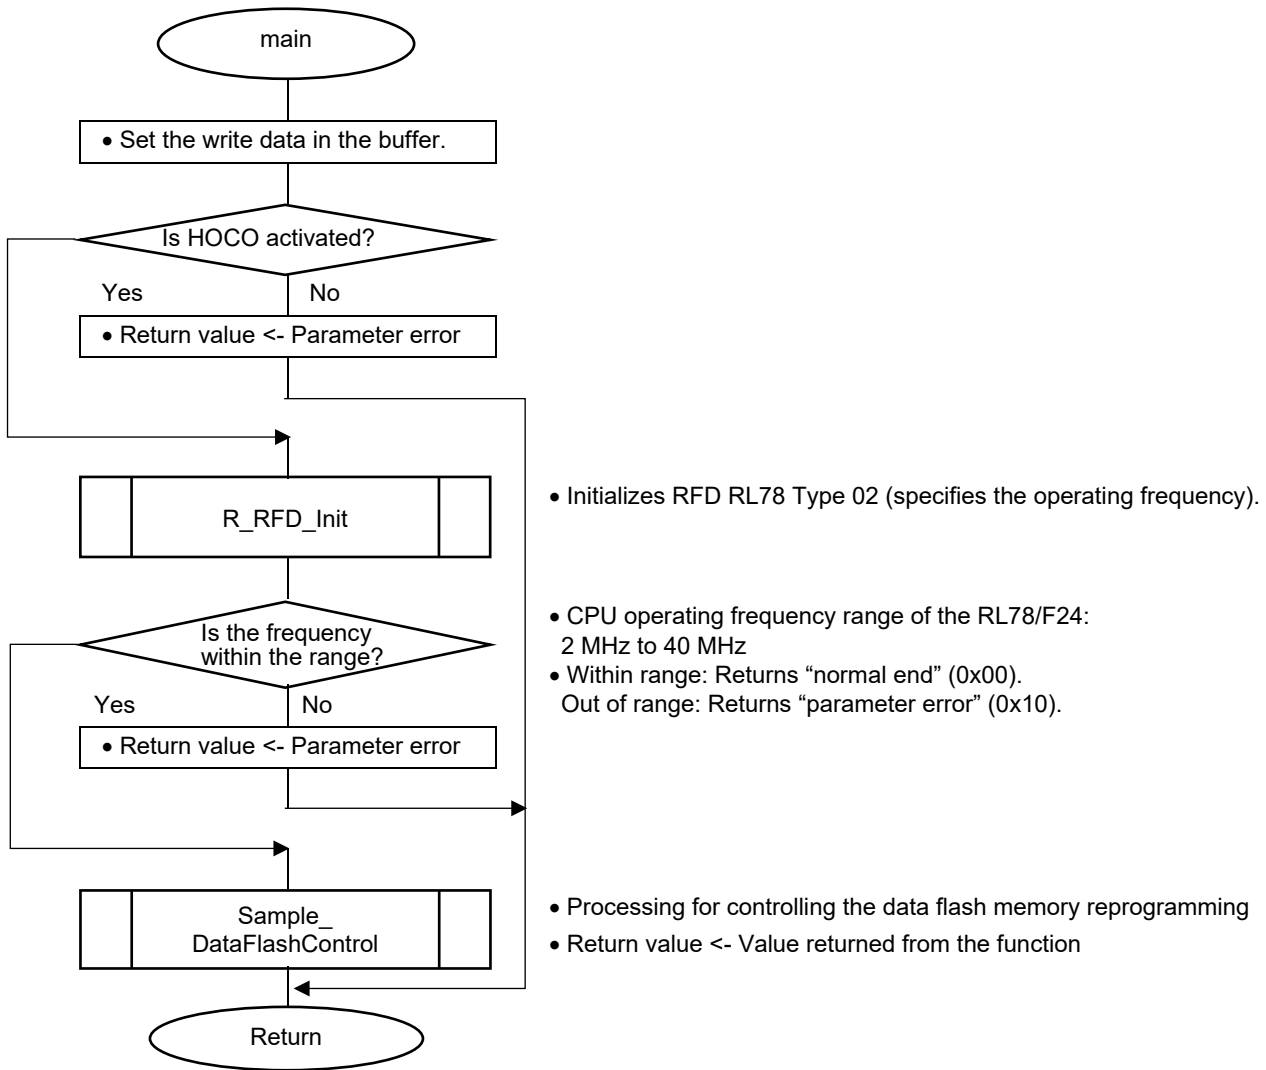 main
• Set the write data in the buffer.
Is HOCO activated?
Yes
No
• Return value <- Parameter error
R_RFD_Init
• Initializes RFD RL78 Type 02 (specifies the operating frequency).
Is the frequency
within the range?
• CPU operating frequency range of the RL78/F24:
2 MHz to 40 MHz
• Within range: Returns “normal end” (0x00).
Out of range: Returns “parameter error” (0x10).
Yes
No
• Return value <- Parameter error
Sample_
DataFlashControl
• Processing for controlling the data flash memory reprogramming
• Return value <- Value returned from the function
Return